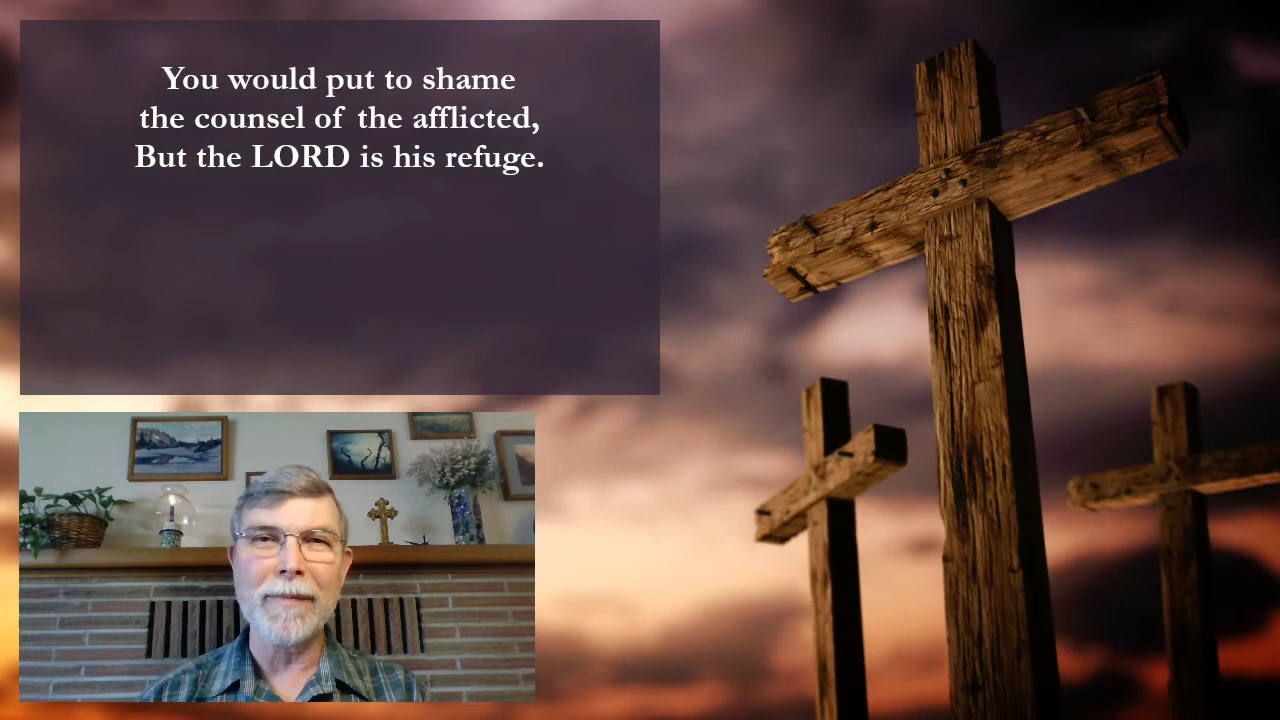 You would put to shame
the counsel of the afflicted,
But the LORD is his refuge.